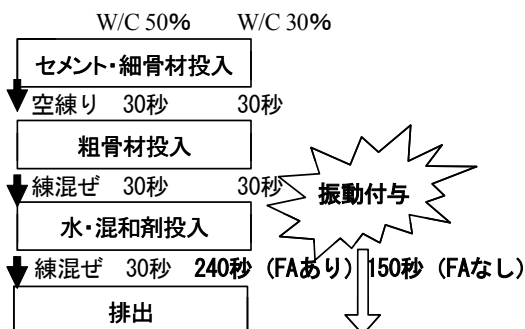 W/C 50% W/C 30%
セメント・細骨材投入
空練り 30秒 30秒
粗骨材投入
練混ぜ 30秒 30秒
振動付与
水・混和剤投入
練混ぜ 30秒 240秒 (FAあり) 150秒 (FAなし)
排出